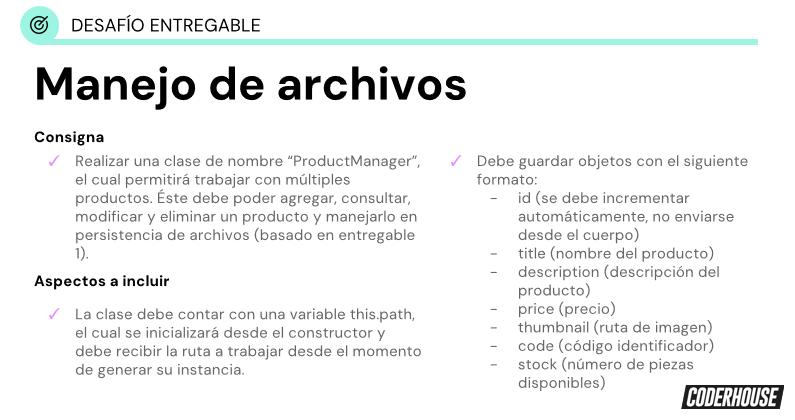 DESAFÍO ENTREGABLE
Manejo de archivos
Consigna
✓ Realizar una clase de nombre “ProductManager”,
el cual permitirá trabajar con múltiples
productos. Éste debe poder agregar, consultar,
modificar y eliminar un producto y manejarlo en
persistencia de archivos (basado en entregable
1).
Aspectos a incluir
✓ La clase debe contar con una variable this.path,
el cual se inicializará desde el constructor y
debe recibir la ruta a trabajar desde el momento
de generar su instancia.
✓ Debe guardar objetos con el siguiente
formato:
- id (se debe incrementar
automáticamente, no enviarse
desde el cuerpo)
- title (nombre del producto)
- description (descripción del
producto)
- price (precio)
- thumbnail (ruta de imagen)
- code (código identificador)
- stock (número de piezas
disponibles)
CODERHOUSE